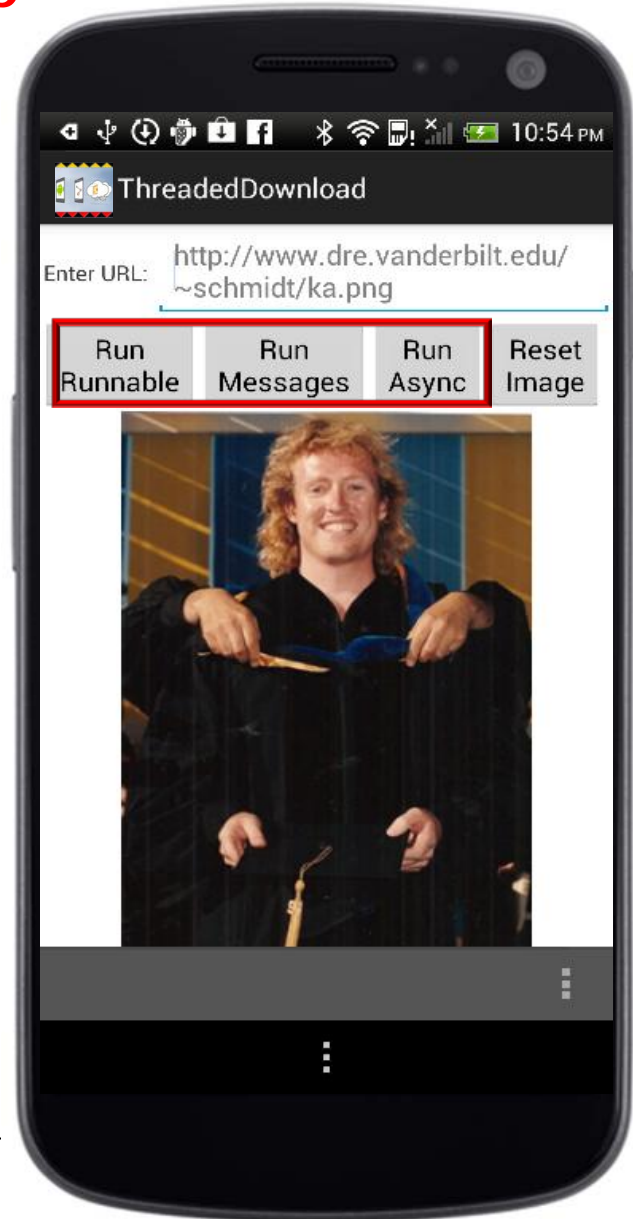 10:54 PM
ThreadedDownload
Enter URL:
http://www.dre.vanderbilt.edu/
~schmidt/ka.png
Run
Runnable
Run
Messages
Run
Async
Reset
Image